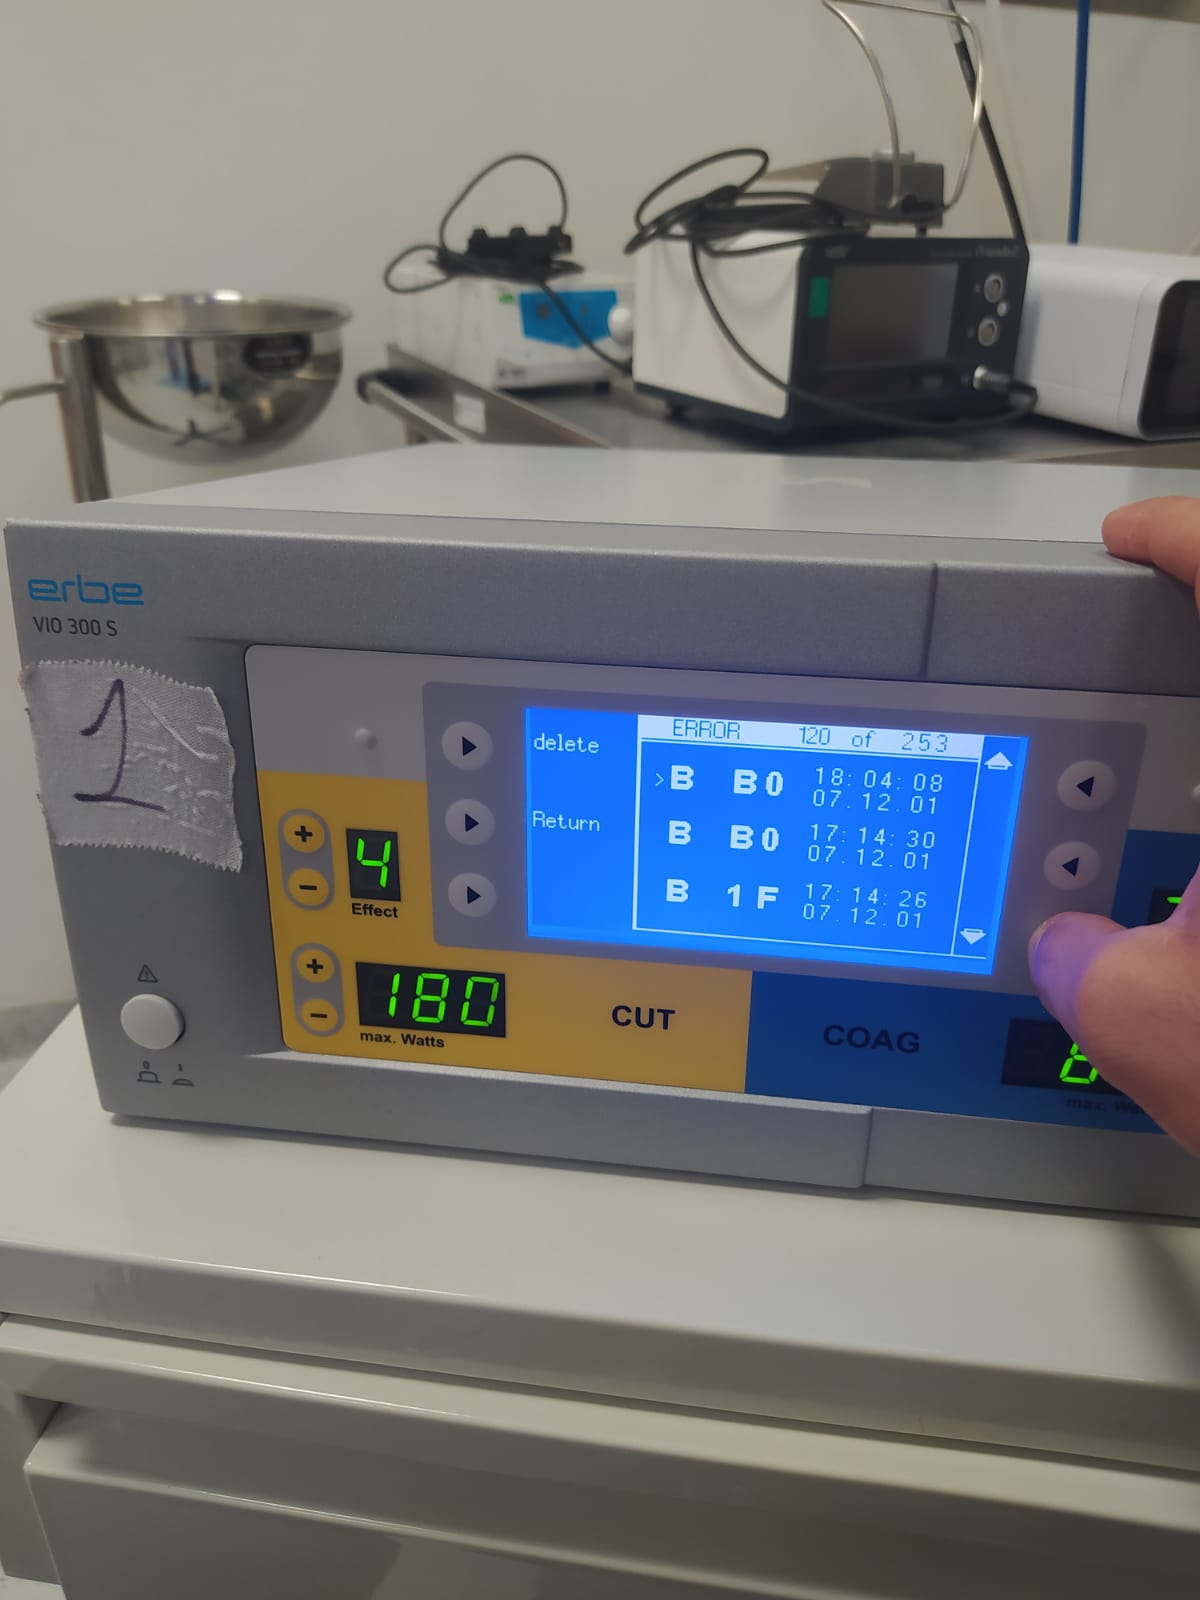 erbe
VIO 300 S
1
delete
Return
ERROR 120 of 253
>B B0 18:04:08
07.12.01
B B0 17:14:30
07.12.01
B 1F 17:14:26
07.12.01
+
−
4
Effect
+
−
180
max. Watts
CUT
COAG
max.